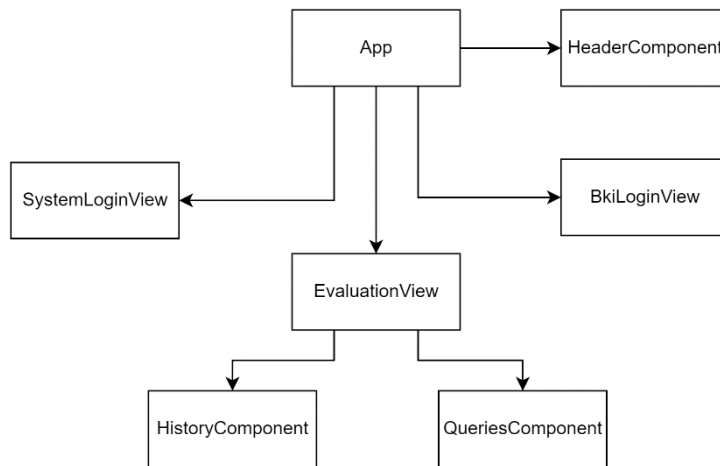 App
HeaderComponent
SystemLoginView
BkiLoginView
EvaluationView
HistoryComponent
QueriesComponent